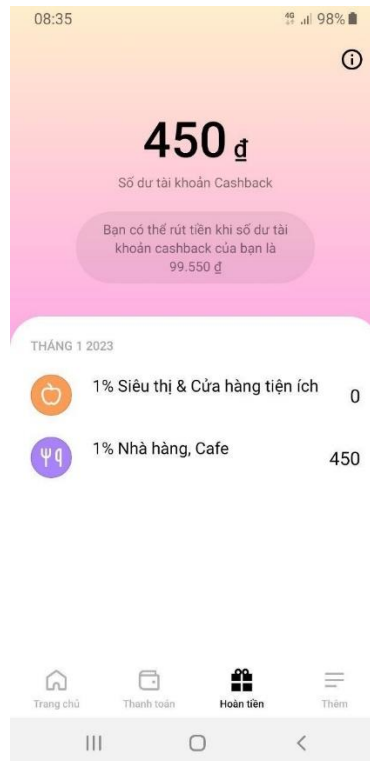 08:35
4G
98%
450 ₫
Số dư tài khoản Cashback
Bạn có thể rút tiền khi số dư tài
khoản cashback của bạn là
99.550 ₫
THÁNG 1 2023
1% Siêu thị & Cửa hàng tiện ích
0
1% Nhà hàng, Cafe
450
Trang chủ
Thanh toán
Hoàn tiền
Thêm